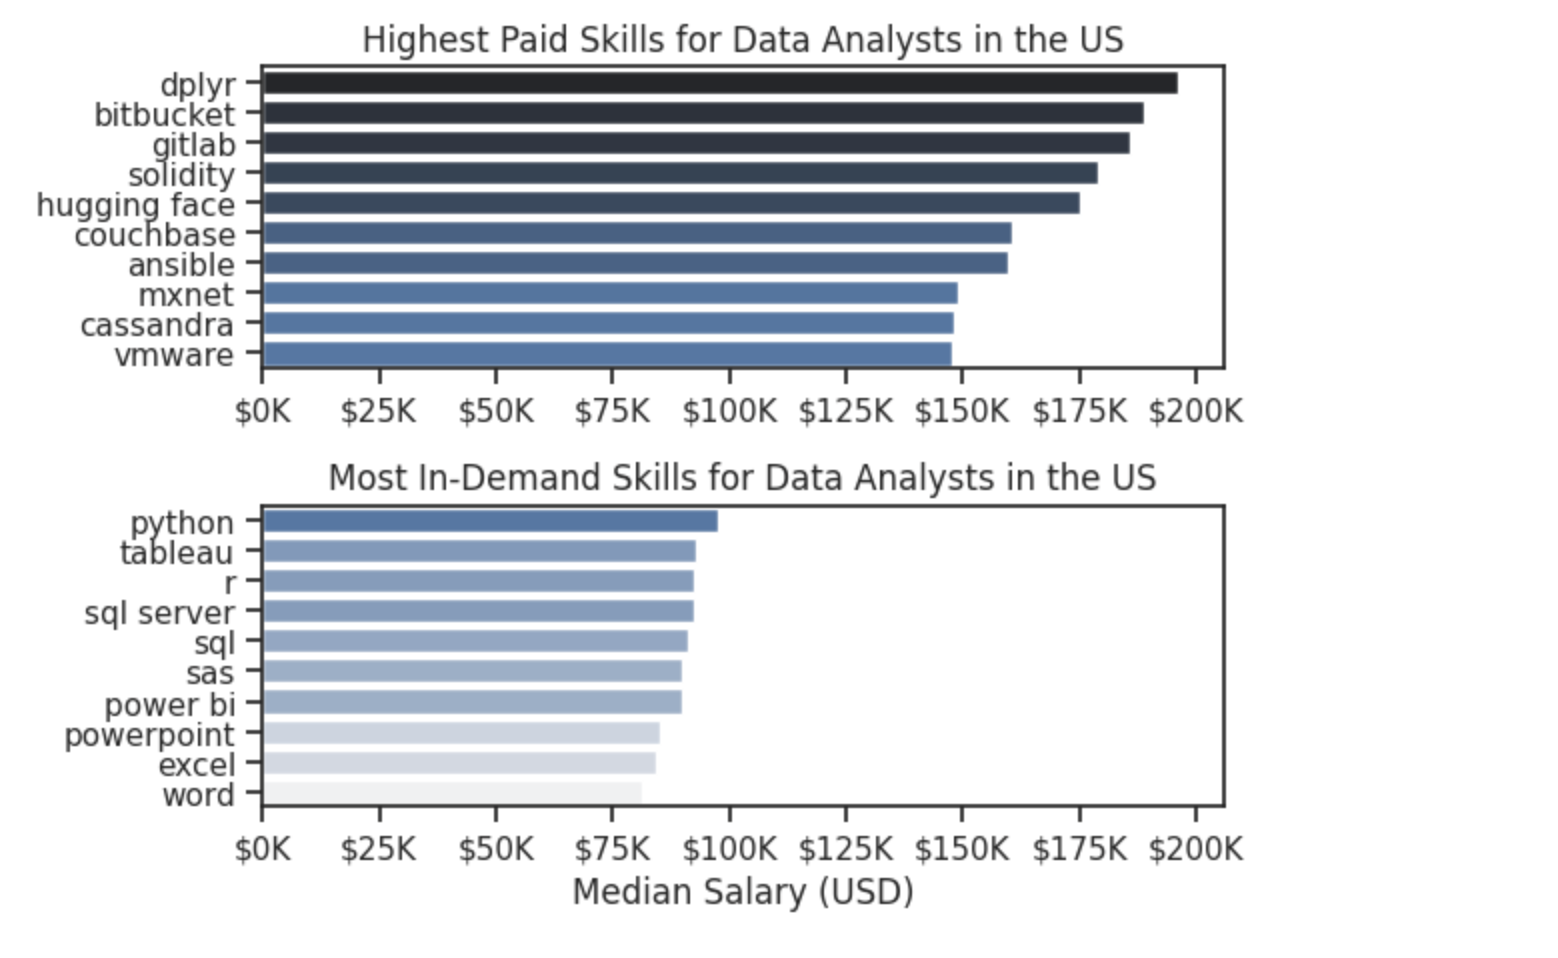 Highest Paid Skills for Data Analysts in the US
dplyr
bitbucket
gitlab
solidity
hugging face
couchbase
ansible
mxnet
cassandra
vmware
$0K $25K $50K $75K $100K $125K $150K $175K $200K
Most In-Demand Skills for Data Analysts in the US
python
tableau
r
sql server
sql
sas
power bi
powerpoint
excel
word
$0K $25K $50K $75K $100K $125K $150K $175K $200K
Median Salary (USD)